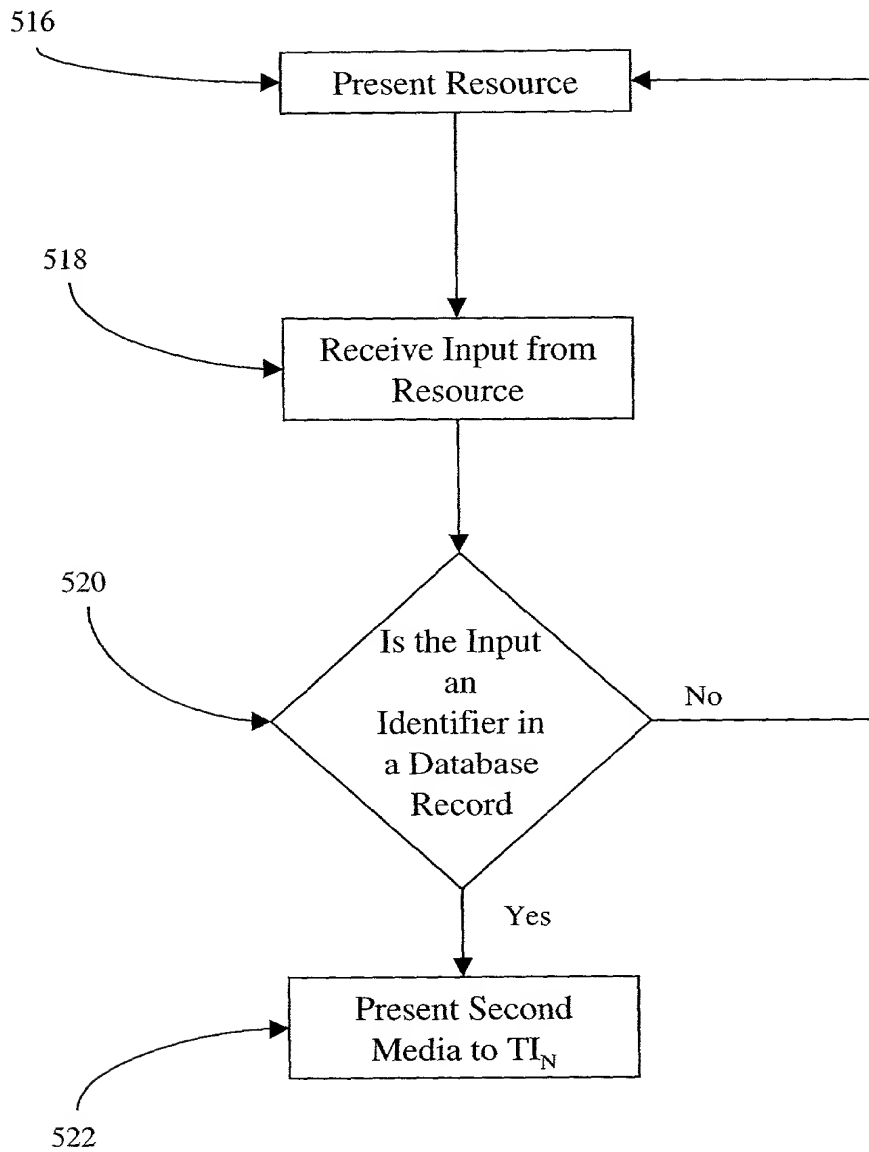 516
Present Resource
518
Receive Input from
Resource
520
Is the Input
an
Identifier in
a Database
Record
No
Yes
Present Second
Media to TI_N
522